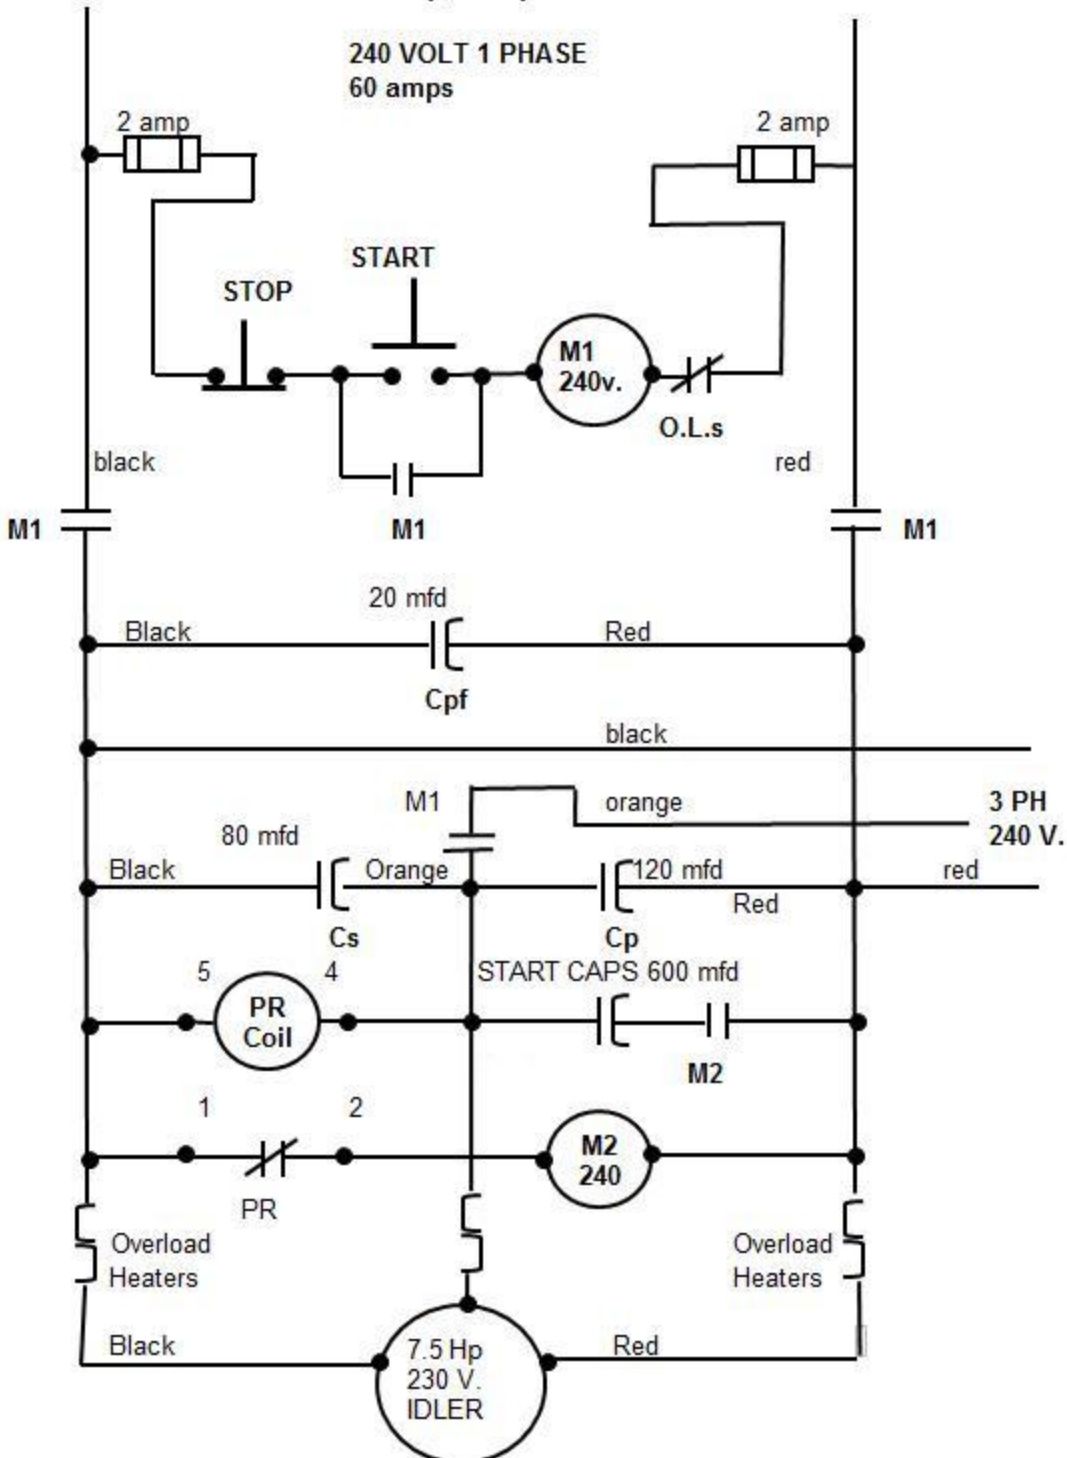 240 VOLT 1 PHASE
60 amps
2 amp
2 amp
START
STOP
M1
240v.
O.L.s
black
red
M1
M1
M1
20 mfd
Black
Red
Cpf
black
M1
orange
3 PH
240 V.
80 mfd
Black
Orange
120 mfd
red
Red
Cs
Cp
5
4
START CAPS 600 mfd
PR
Coil
M2
1
2
M2
240
PR
Overload
Heaters
Overload
Heaters
Black
Red
7.5 Hp
230 V.
IDLER